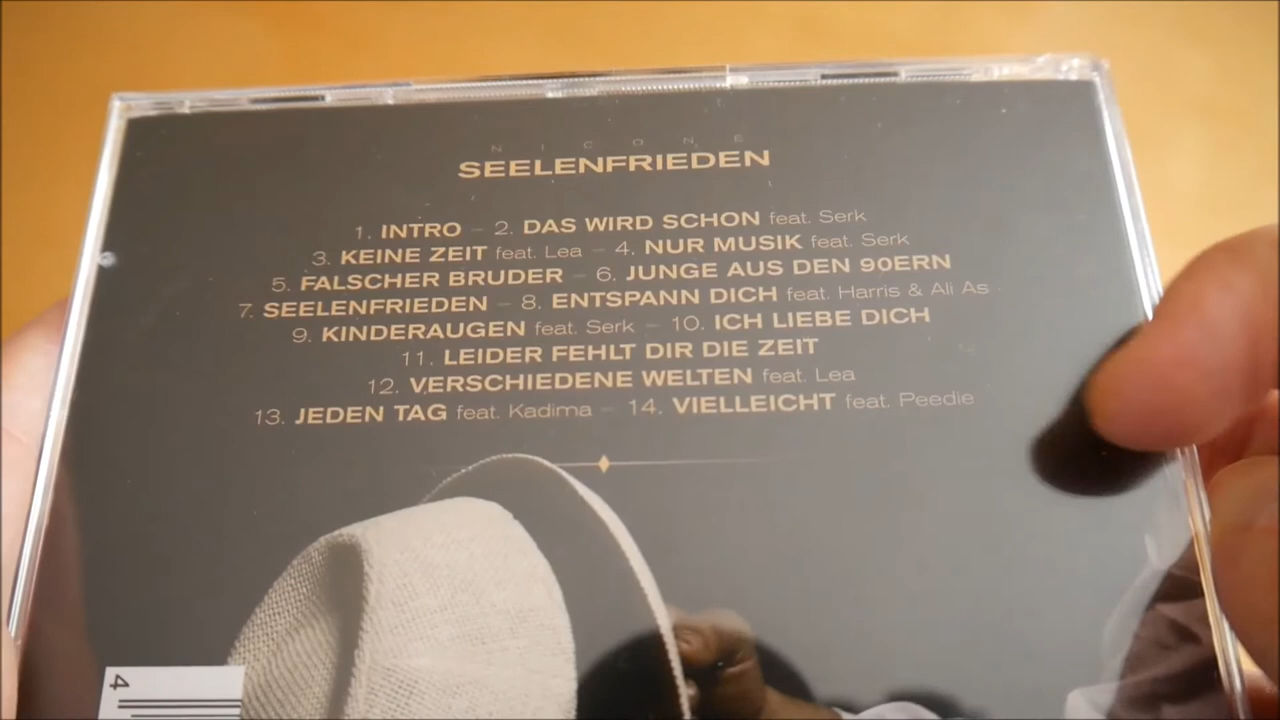 NICONE
SEELENFRIEDEN
1. INTRO – 2. DAS WIRD SCHON feat. Serk
3. KEINE ZEIT feat. Lea – 4. NUR MUSIK feat. Serk
5. FALSCHER BRUDER – 6. JUNGE AUS DEN 90ERN
7. SEELENFRIEDEN – 8. ENTSPANN DICH feat. Harris & Ali As
9. KINDERAUGEN feat. Serk – 10. ICH LIEBE DICH
11. LEIDER FEHLT DIR DIE ZEIT
12. VERSCHIEDENE WELTEN feat. Lea
13. JEDEN TAG feat. Kadima – 14. VIELLEICHT feat. Peedie
4